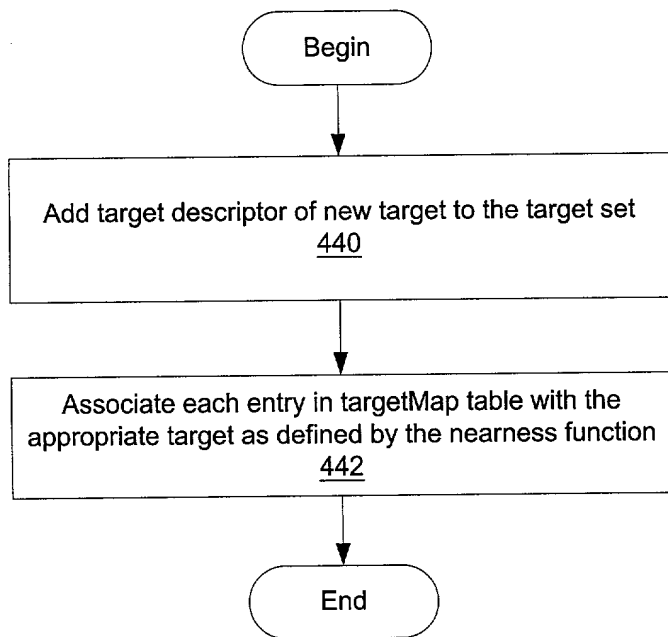 Begin
Add target descriptor of new target to the target set
440
Associate each entry in targetMap table with the
appropriate target as defined by the nearness function
442
End